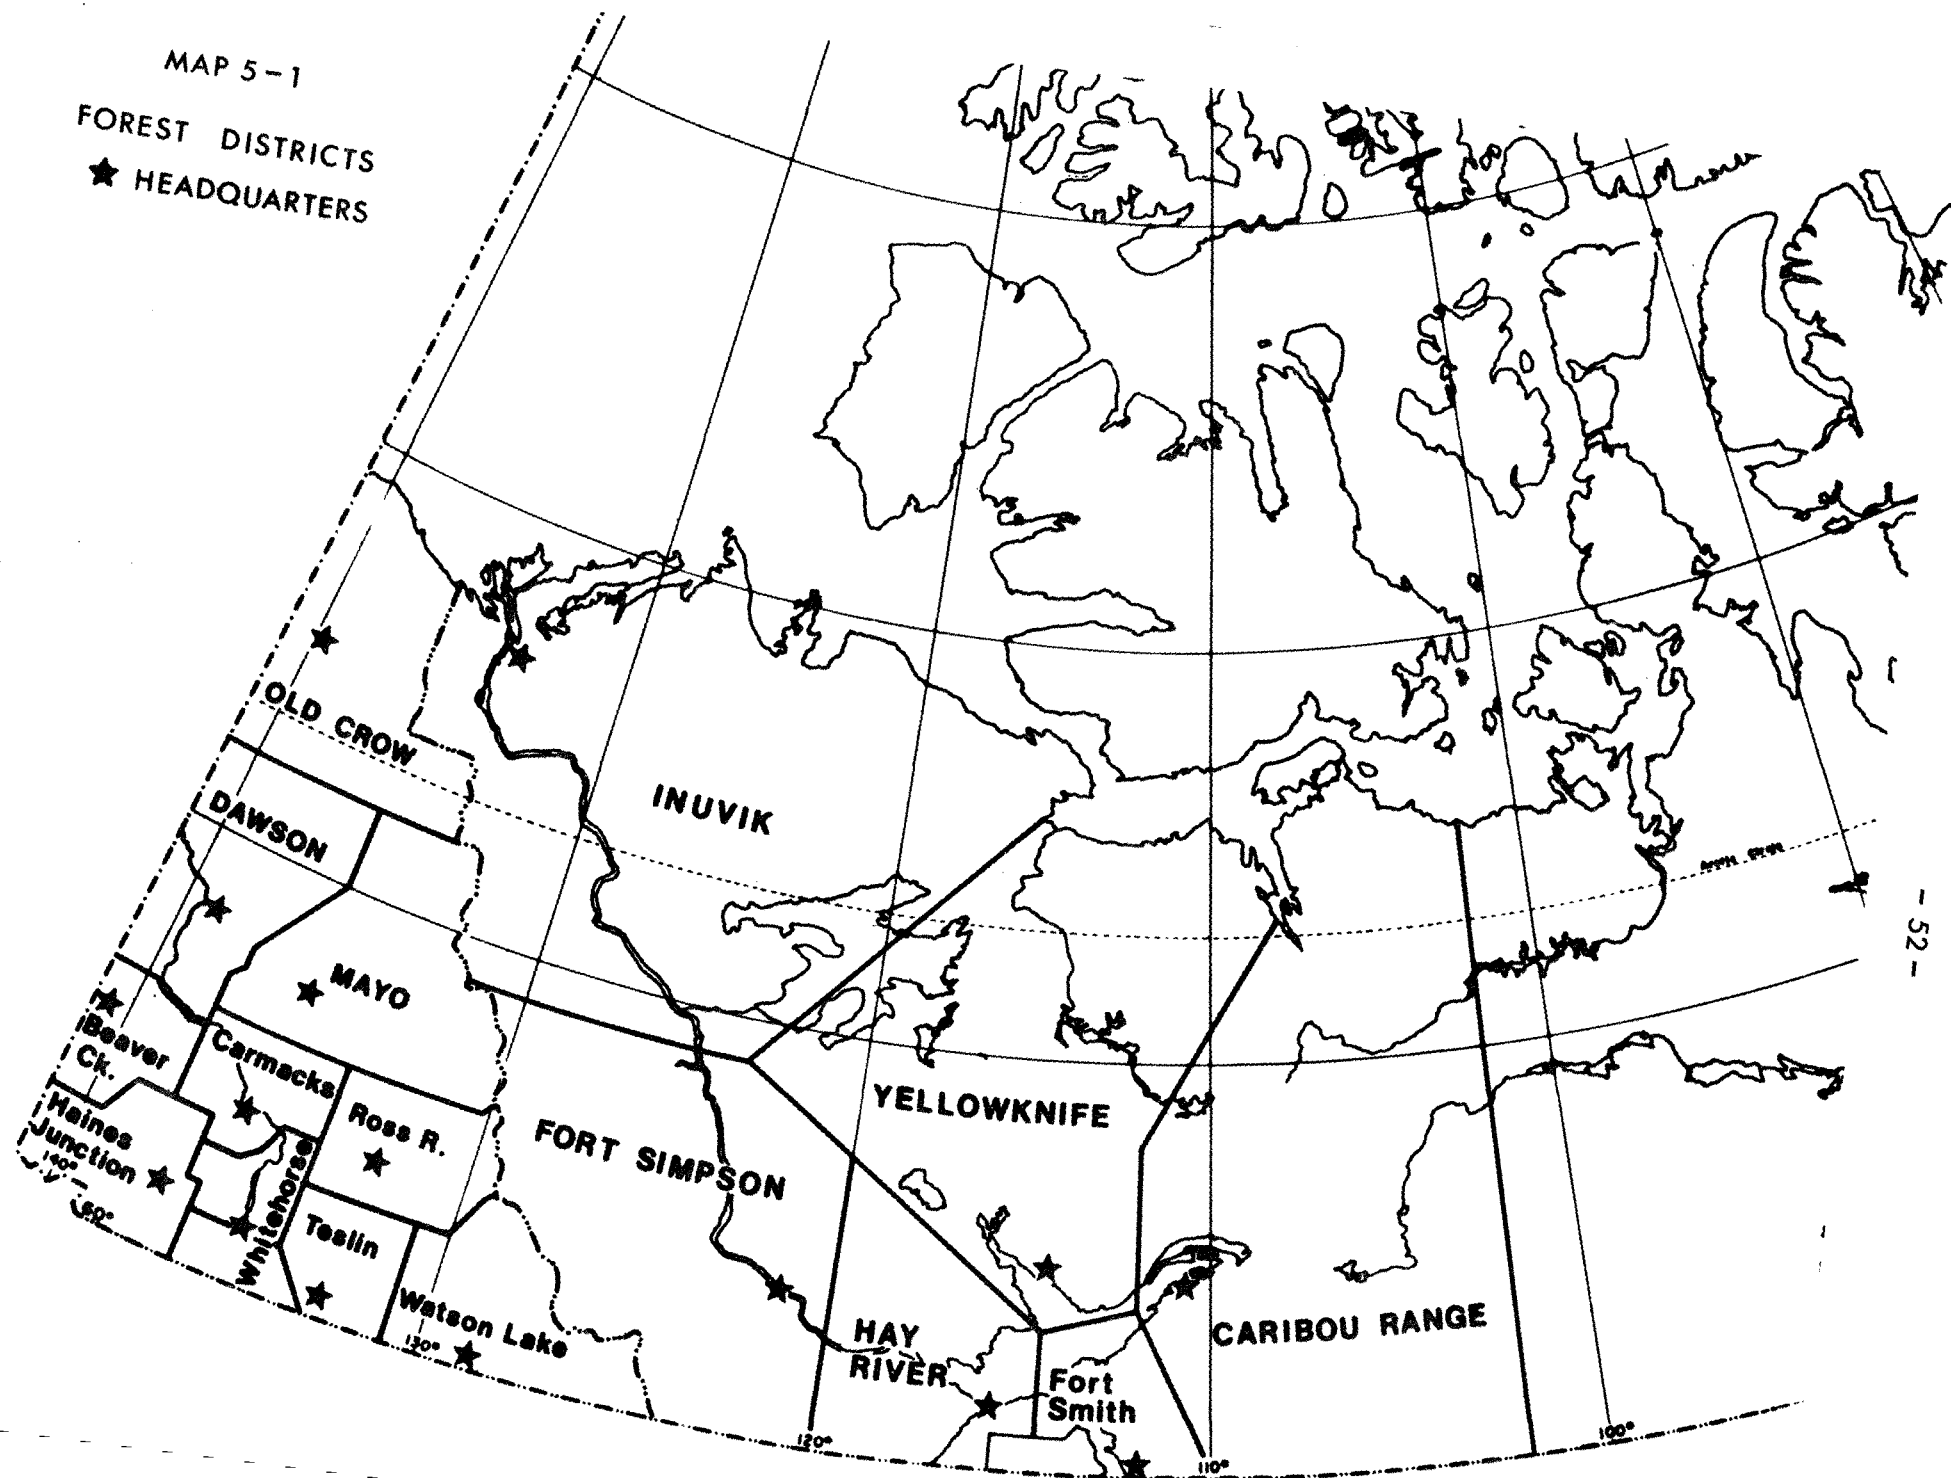 MAP 5-1
FOREST DISTRICTS
★ HEADQUARTERS
OLD CROW
INUVIK
DAWSON
MAYO
- 52 -
Beaver
Ck.
Carmacks
YELLOWKNIFE
Haines
Junction
Ross R.
FORT SIMPSON
140°
60°
Whitehorse
Teslin
Watson Lake
130°
HAY
RIVER
CARIBOU RANGE
Fort
Smith
120°
110°
100°